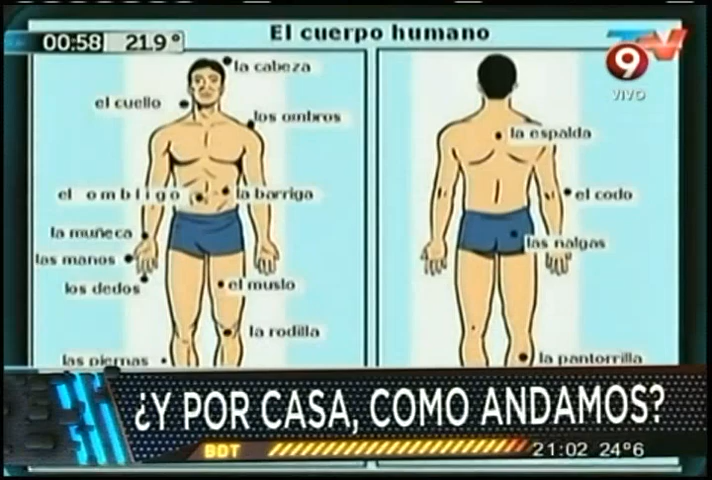 El cuerpo humano
00:58 21.9°
TV
9
VIVO
la cabeza
el cuello
los ombros
la espalda
el ombligo
la barriga
el codo
la muñeca
las nalgas
las manos
los dedos
el muslo
la rodilla
las piernas
la pantorrilla
¿Y POR CASA, COMO ANDAMOS?
BDT
21:02 24°6